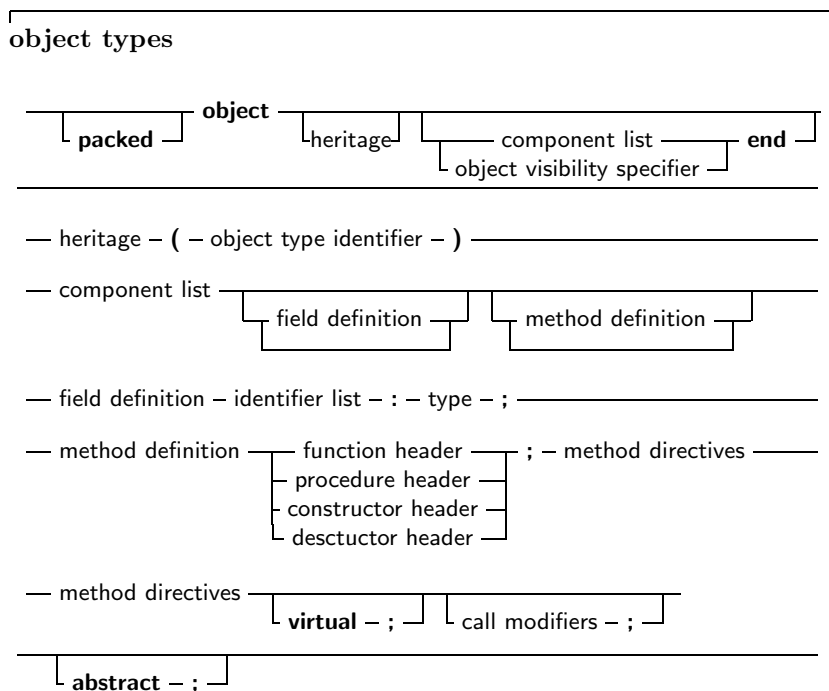 object types
packed object heritage component list end
object visibility specifier
heritage ( object type identifier )
component list
field definition method definition
field definition identifier list : type ;
method definition function header ; method directives
procedure header
constructor header
desctuctor header
method directives
virtual ; call modifiers ;
abstract ;